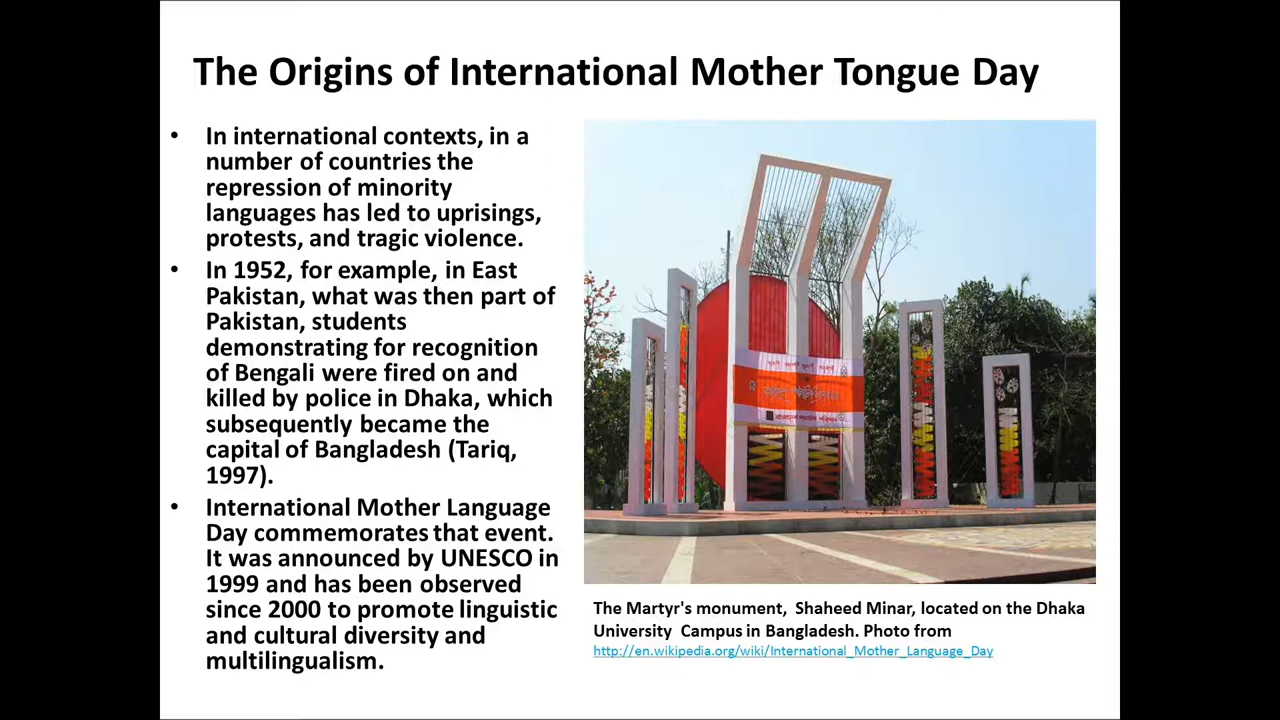 The Origins of International Mother Tongue Day
• In international contexts, in a
number of countries the
repression of minority
languages has led to uprisings,
protests, and tragic violence.
• In 1952, for example, in East
Pakistan, what was then part of
Pakistan, students
demonstrating for recognition
of Bengali were fired on and
killed by police in Dhaka, which
subsequently became the
capital of Bangladesh (Tariq,
1997).
• International Mother Language
Day commemorates that event.
It was announced by UNESCO in
1999 and has been observed
since 2000 to promote linguistic
and cultural diversity and
multilingualism.
The Martyr's monument, Shaheed Minar, located on the Dhaka
University Campus in Bangladesh. Photo from
http://en.wikipedia.org/wiki/International_Mother_Language_Day